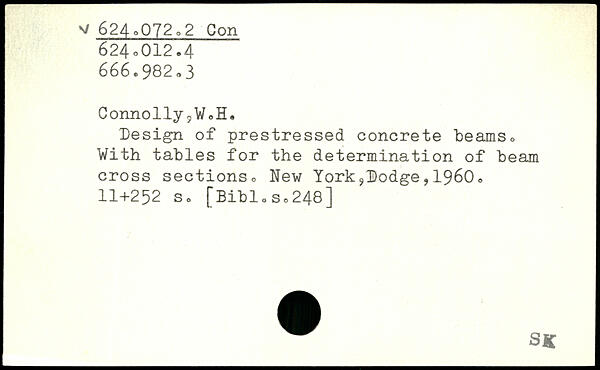 ✓ 624.072.2 Con
624.012.4
666.982.3
Connolly,W.H.
Design of prestressed concrete beams.
With tables for the determination of beam
cross sections. New York,Dodge,1960.
11+252 s. [Bibl.s.248]
SK